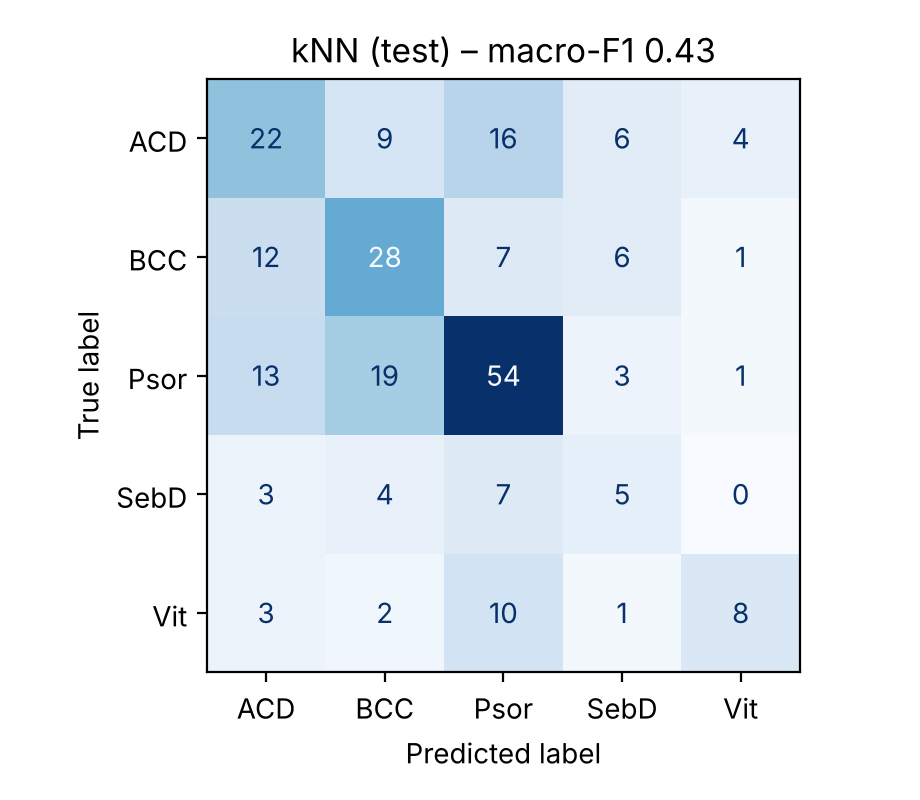 kNN (test) – macro-F1 0.43
ACD 22 9 16 6 4
BCC 12 28 7 6 1
Psor 13 19 54 3 1
SebD 3 4 7 5 0
Vit 3 2 10 1 8
True label
ACD BCC Psor SebD Vit
Predicted label